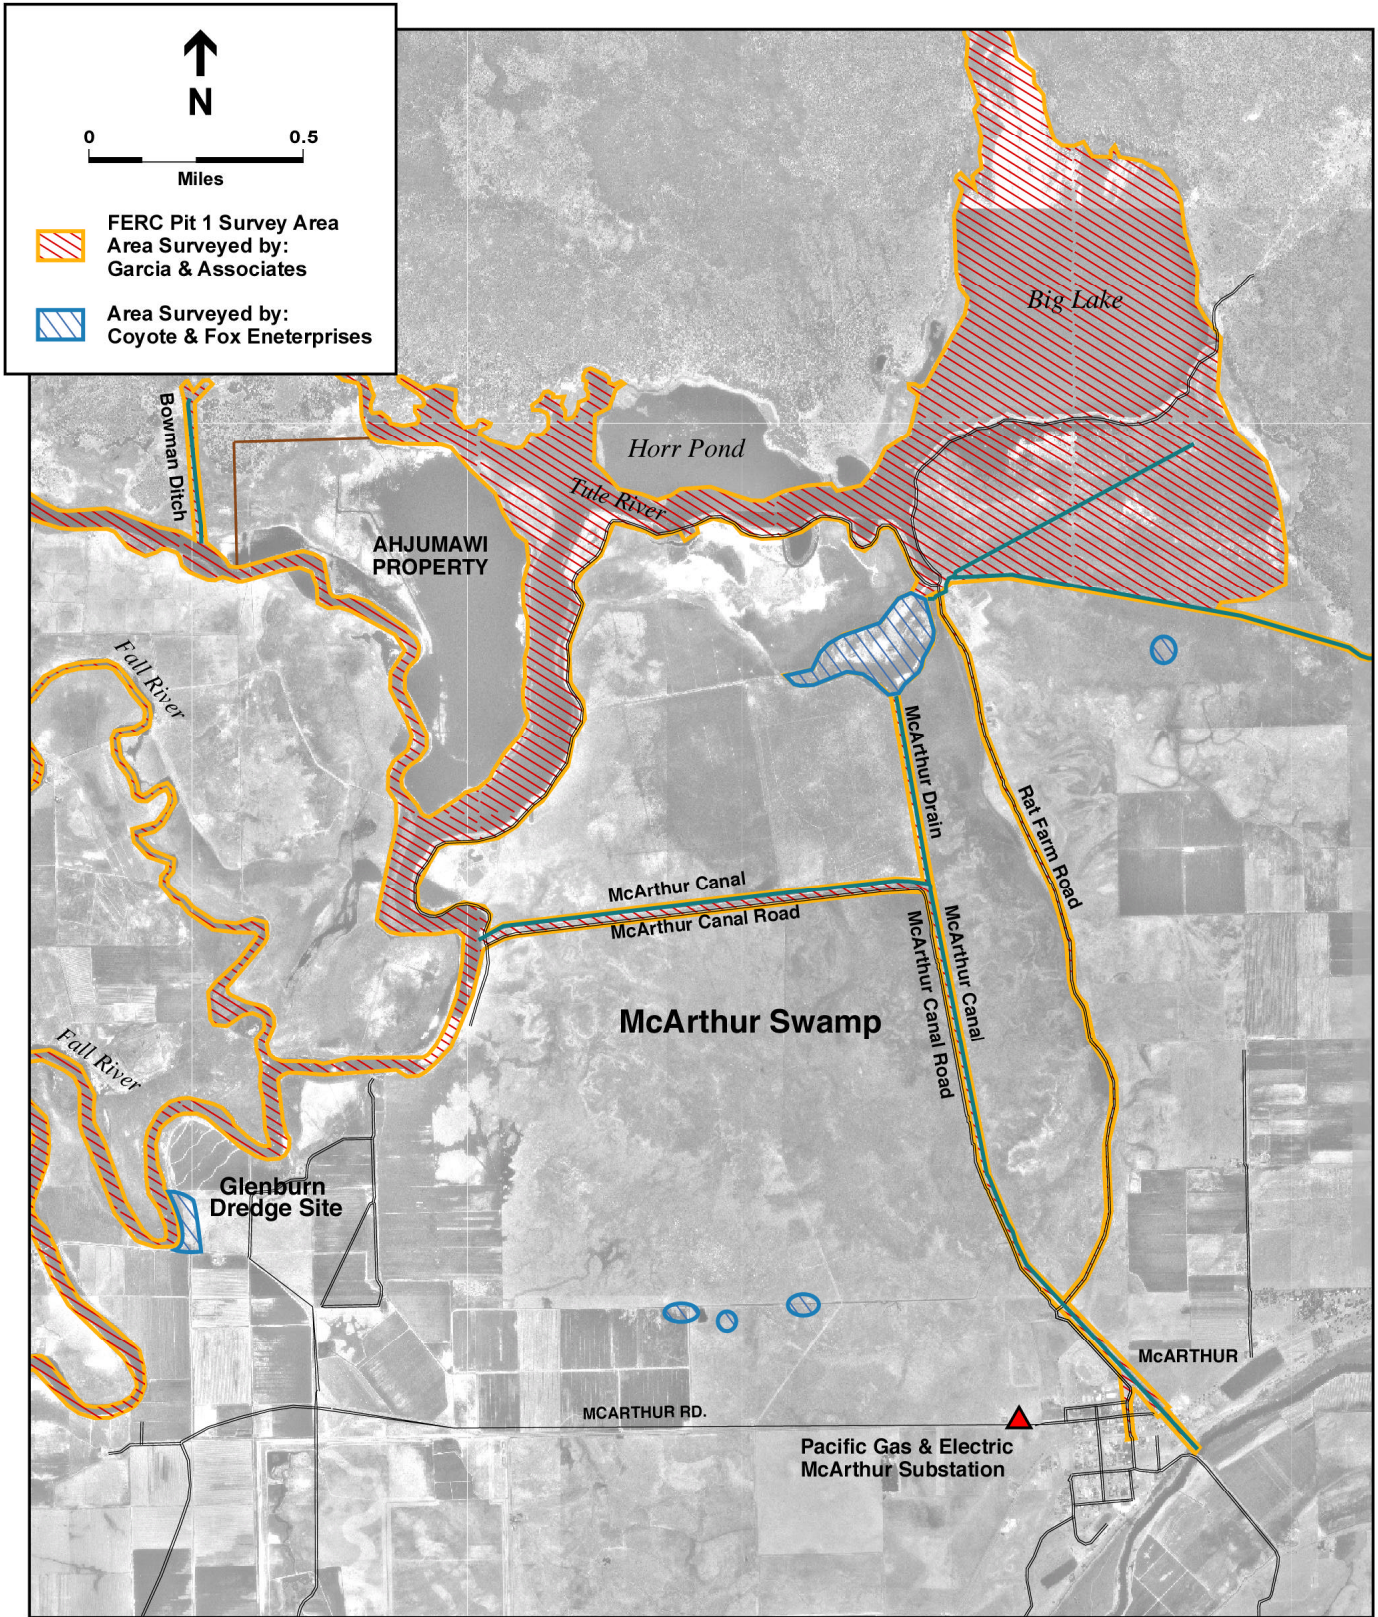 N
0 0.5
Miles
FERC Pit 1 Survey Area
Area Surveyed by:
Garcia & Associates
Area Surveyed by:
Coyote & Fox Eneterprises
Big Lake
Bowman Ditch
Horr Pond
Tule River
AHJUMAWI
PROPERTY
Fall River
McArthur Drain
Rat Farm Road
McArthur Canal
McArthur Canal Road
McArthur Canal
McArthur Canal Road
McArthur Swamp
Fall River
Glenburn
Dredge Site
McARTHUR
MCARTHUR RD.
Pacific Gas & Electric
McArthur Substation